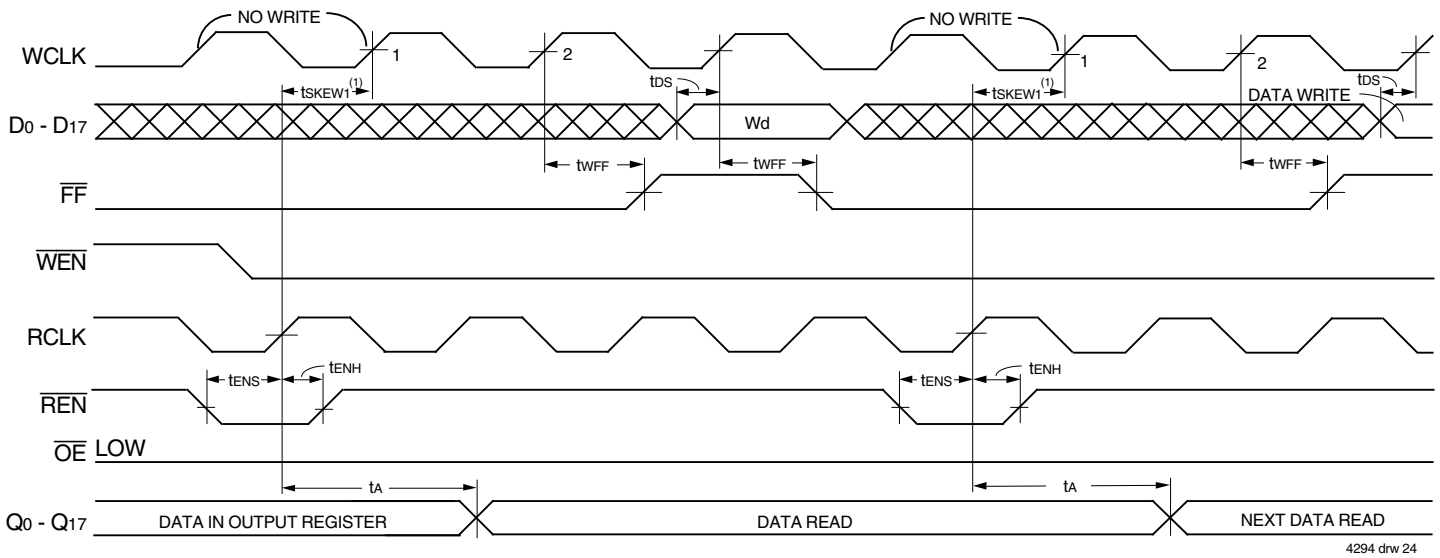 NO WRITE NO WRITE
WCLK 1 2 1 2
tDS tDS
tSKEW1(1) tSKEW1(1) DATA WRITE
D0 - D17 Wd
tWFF tWFF tWFF
FF
WEN
RCLK
tENS tENH tENS tENH
REN
OE LOW
tA tA
Q0 - Q17 DATA IN OUTPUT REGISTER DATA READ NEXT DATA READ
4294 drw 24